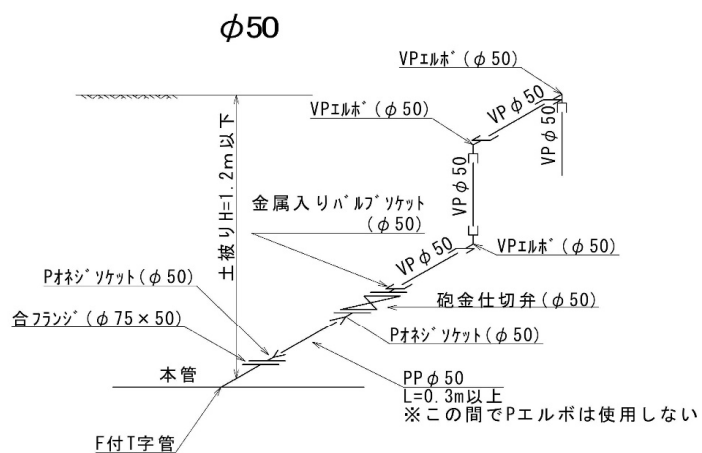 φ50
VPｴﾙﾎﾞ(φ50)
VPφ50
VPｴﾙﾎﾞ(φ50)
VPφ50
土被りH=1.2m以下
VPφ50
金属入りﾊﾞﾙﾌﾞｿｹｯﾄ
(φ50)
VPφ50
VPｴﾙﾎﾞ(φ50)
Pオネジｿケット(φ50)
砲金仕切弁(φ50)
合フランジ(φ75×50)
Pオネジｿケット(φ50)
本管
PPφ50
L=0.3m以上
※この間でPエルボは使用しない
F付T字管